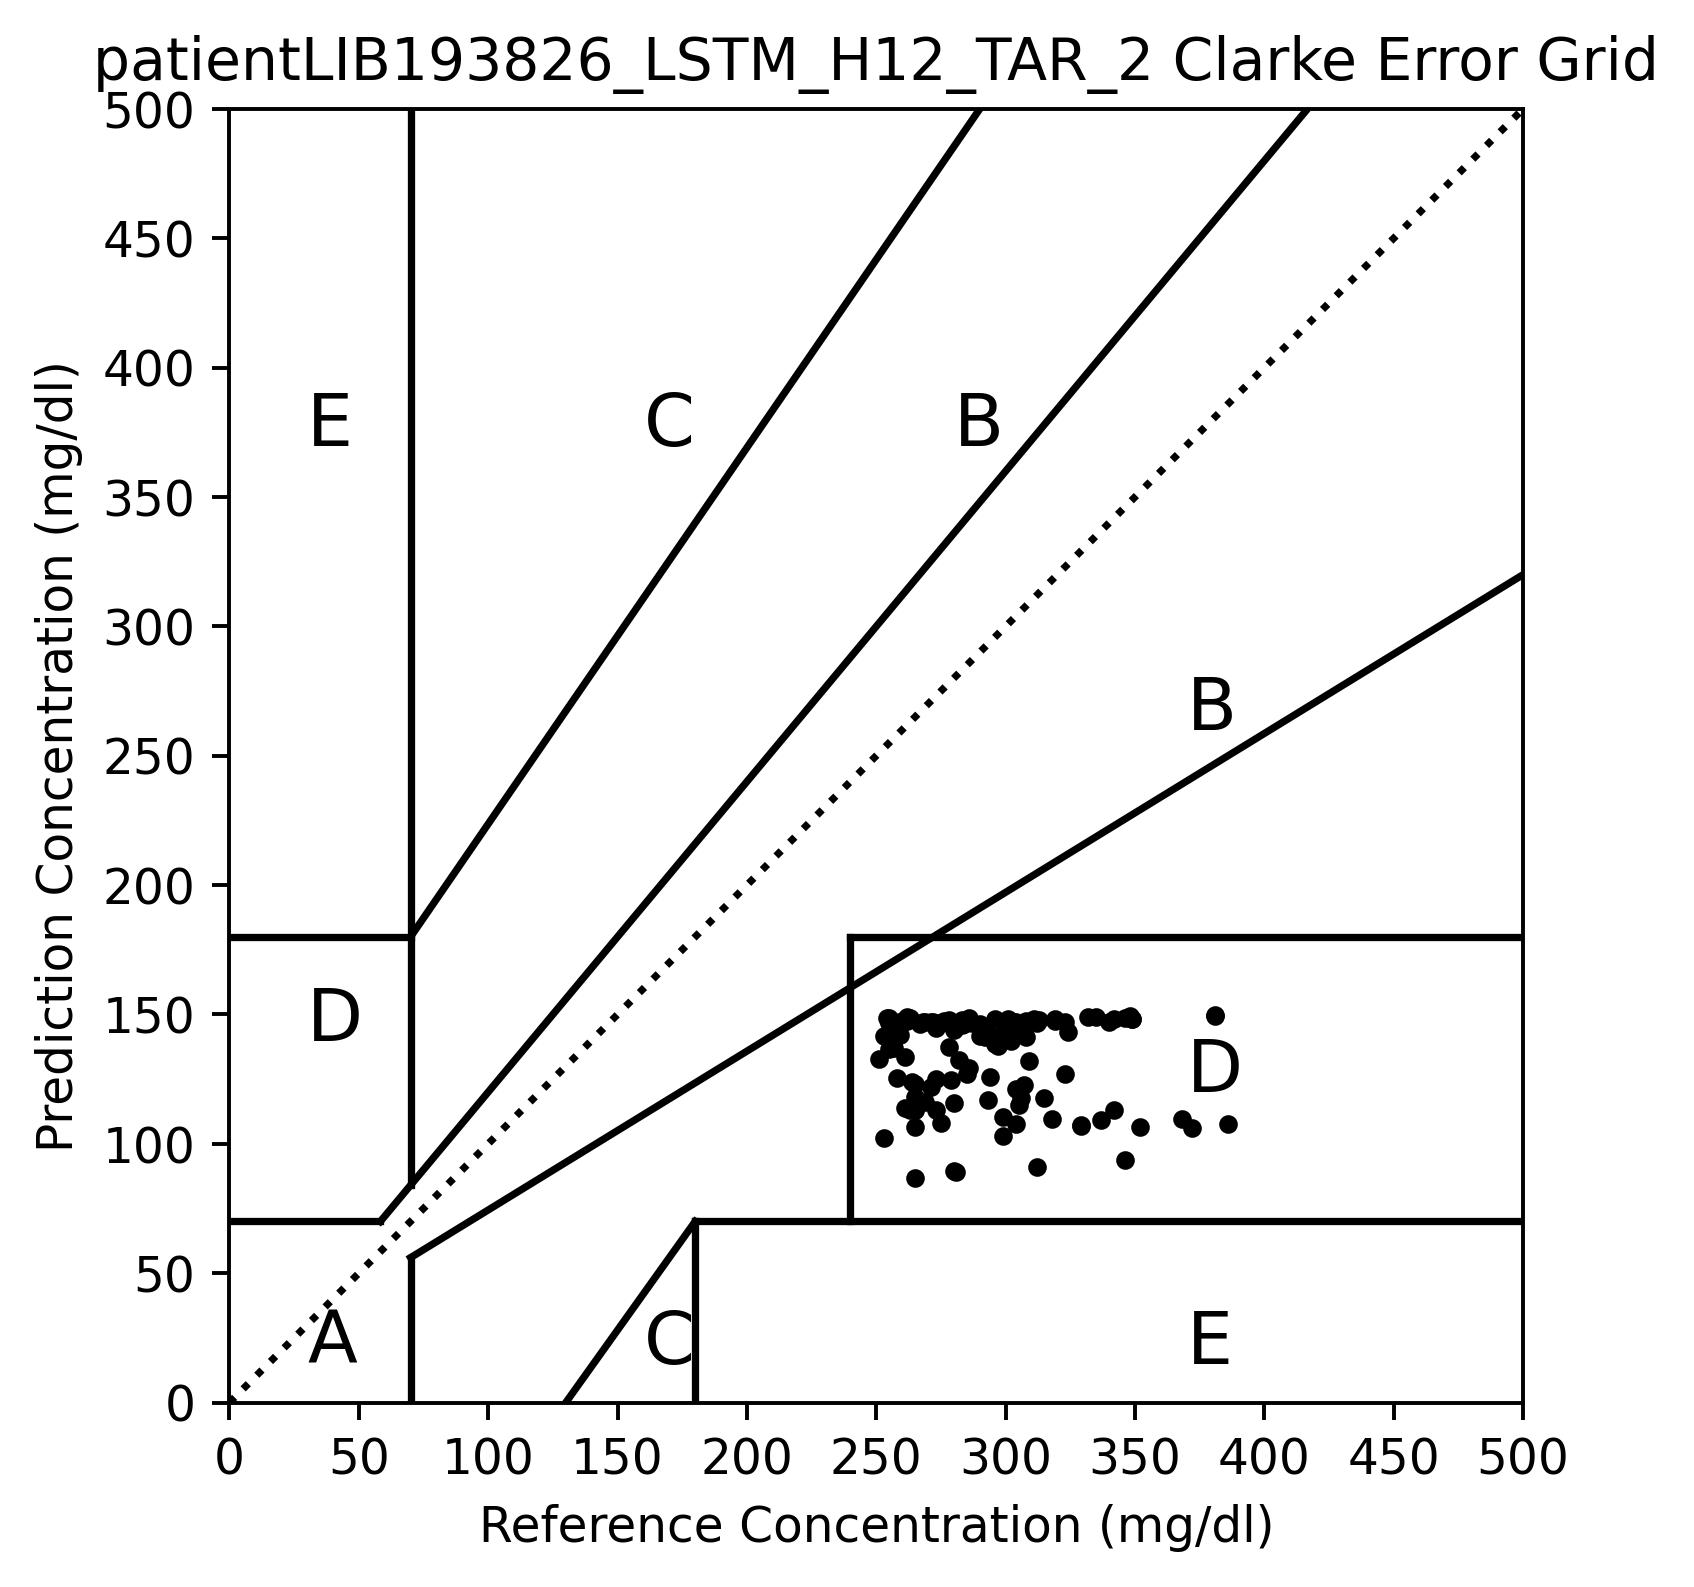 patientLIB193826_LSTM_H12_TAR_2 Clarke Error Grid
500
450
400
350
300
250
200
150
100
50
0
Prediction Concentration (mg/dl)
E
C
B
B
D
D
A
C
E
0 50 100 150 200 250 300 350 400 450 500
Reference Concentration (mg/dl)